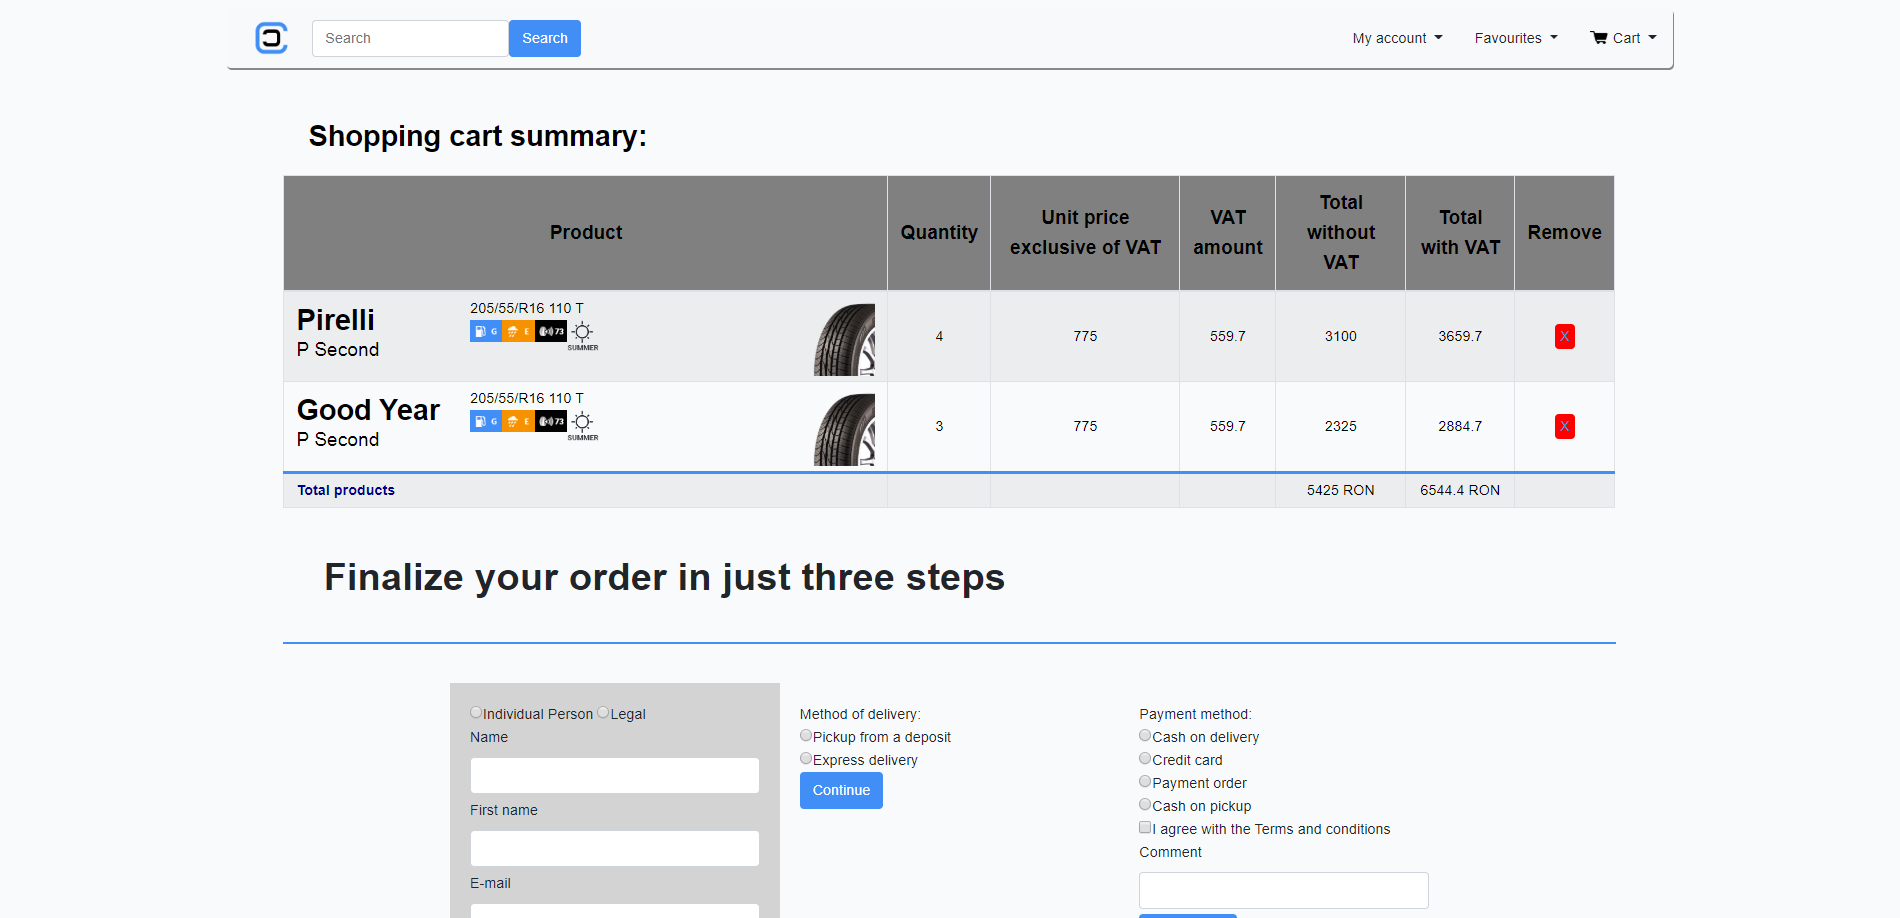 Search Search My account Favourites Cart
Shopping cart summary:
Product Quantity Unit price exclusive of VAT VAT amount Total without VAT Total with VAT Remove
Pirelli
P Second
205/55/R16 110 T
G E 73
SUMMER
4 775 559.7 3100 3659.7 X
Good Year
P Second
205/55/R16 110 T
G E 73
SUMMER
3 775 559.7 2325 2884.7 X
Total products 5425 RON 6544.4 RON
Finalize your order in just three steps
Individual Person Legal
Name
First name
E-mail
Method of delivery:
Pickup from a deposit
Express delivery
Continue
Payment method:
Cash on delivery
Credit card
Payment order
Cash on pickup
I agree with the Terms and conditions
Comment